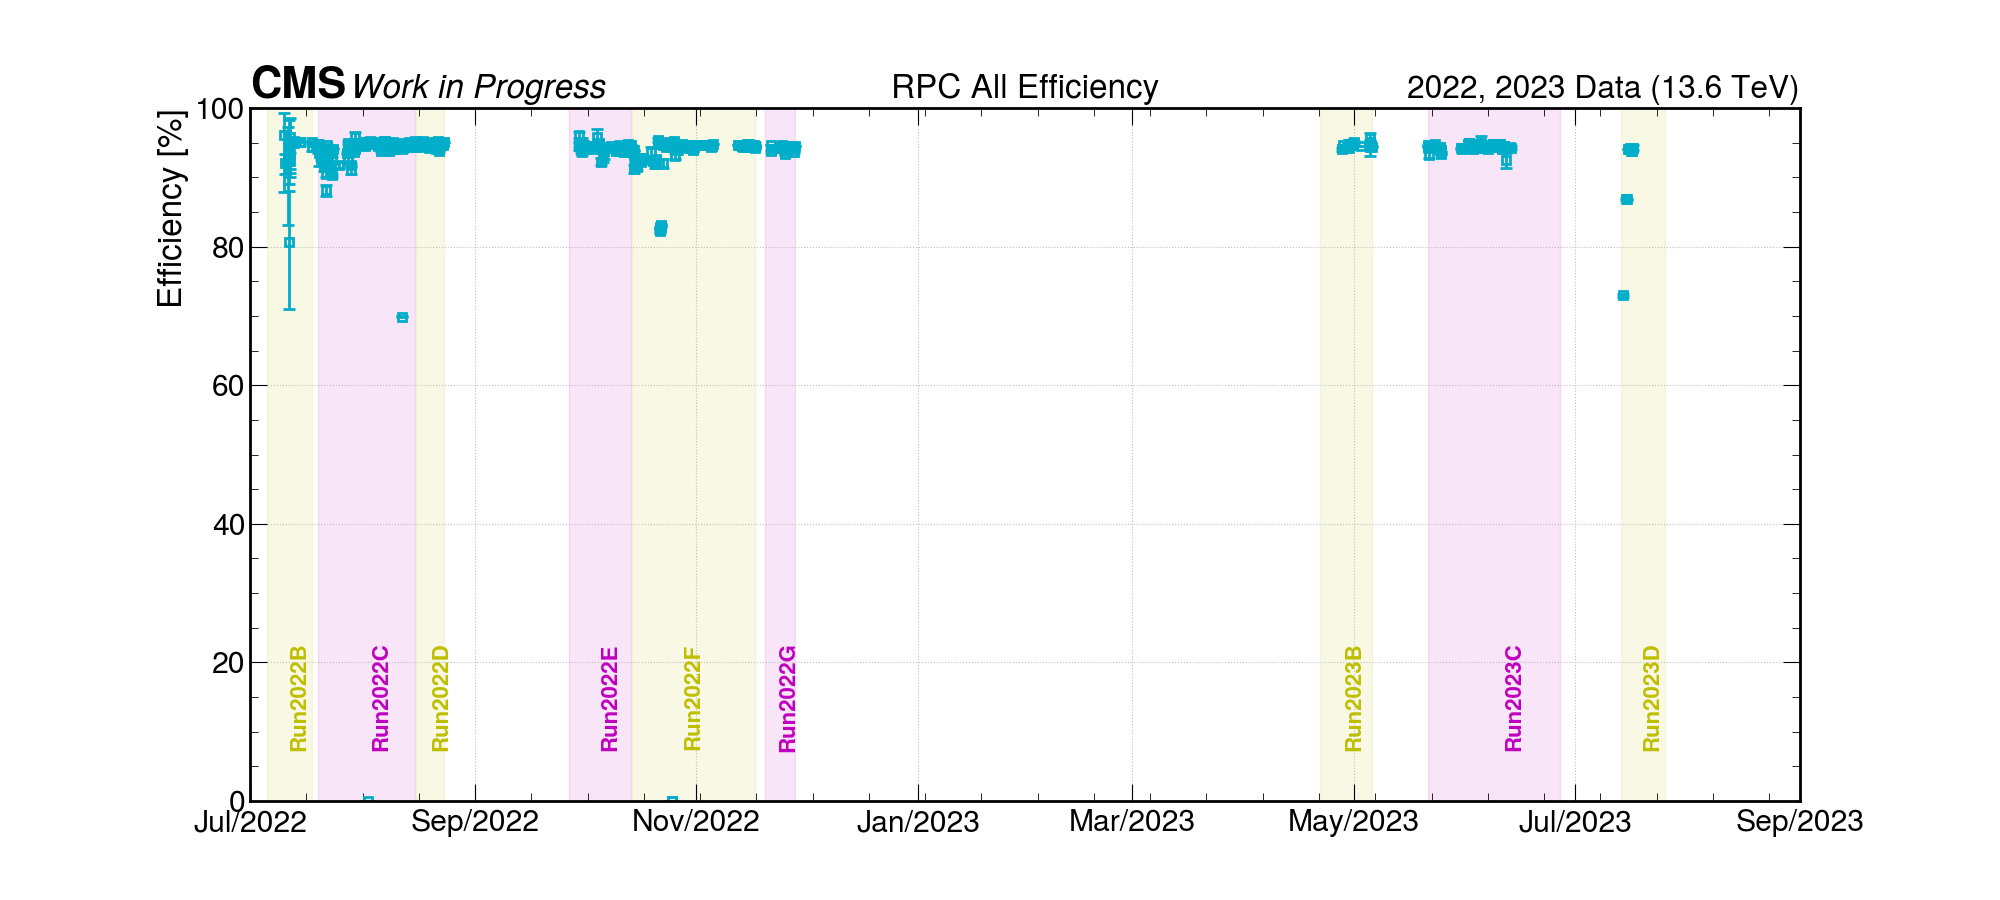 CMS Work in Progress RPC All Efficiency 2022, 2023 Data (13.6 TeV)
Efficiency [%]
100
80
60
40
20
0
Run2022B Run2022C Run2022D Run2022E Run2022F Run2022G Run2023B Run2023C Run2023D
Jul/2022 Sep/2022 Nov/2022 Jan/2023 Mar/2023 May/2023 Jul/2023 Sep/2023